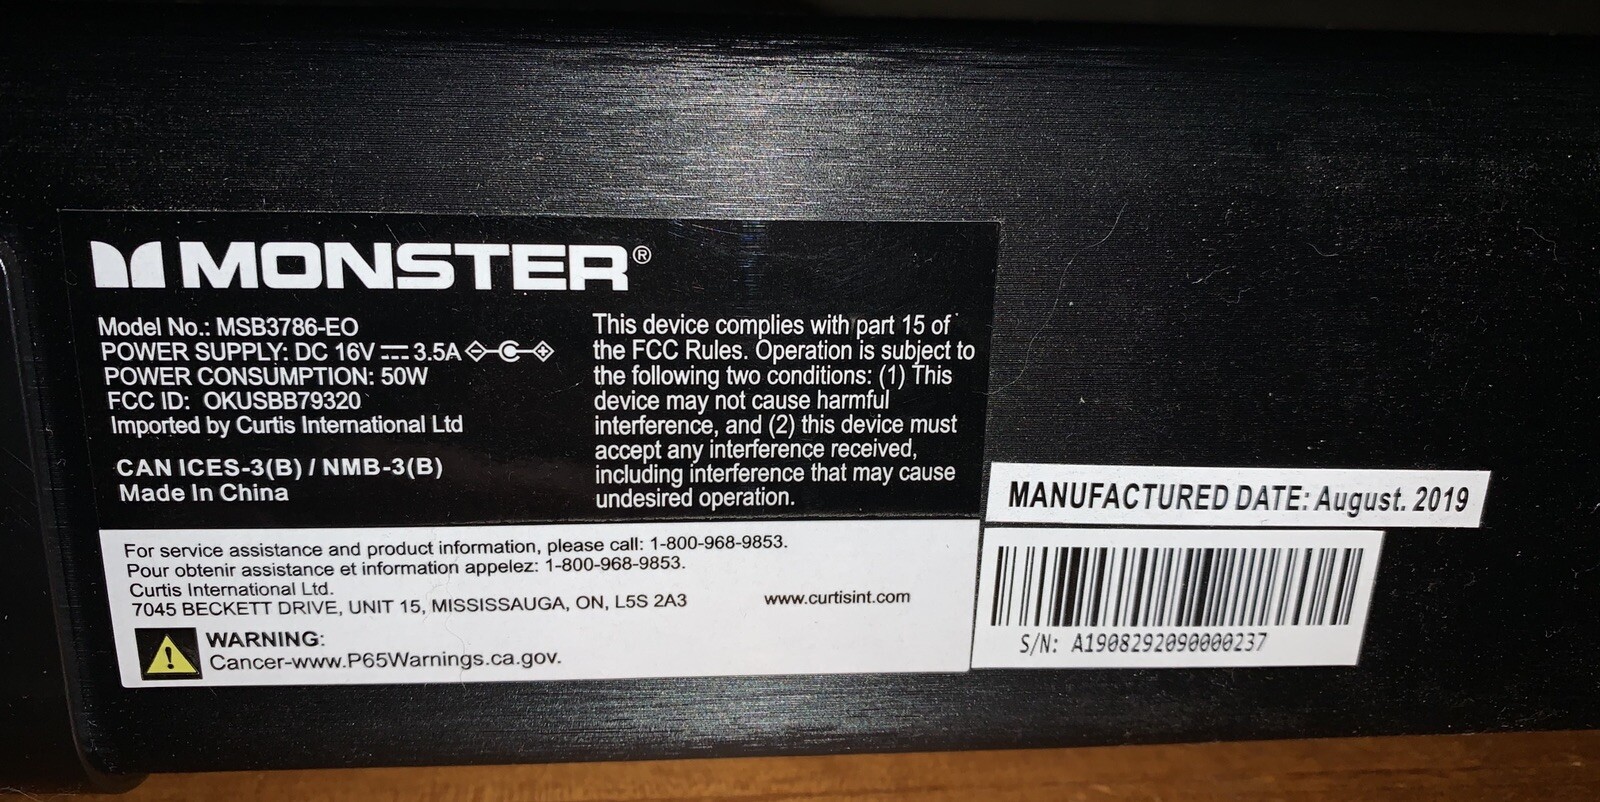 MONSTER®
Model No.: MSB3786-EO
POWER SUPPLY: DC 16V ⎓ 3.5A
POWER CONSUMPTION: 50W
FCC ID: OKUSBB79320
Imported by Curtis International Ltd
CAN ICES-3(B) / NMB-3(B)
Made In China
This device complies with part 15 of
the FCC Rules. Operation is subject to
the following two conditions: (1) This
device may not cause harmful
interference, and (2) this device must
accept any interference received,
including interference that may cause
undesired operation.
For service assistance and product information, please call: 1-800-968-9853.
Pour obtenir assistance et information appelez: 1-800-968-9853.
Curtis International Ltd.
7045 BECKETT DRIVE, UNIT 15, MISSISSAUGA, ON, L5S 2A3
www.curtisint.com
WARNING:
Cancer-www.P65Warnings.ca.gov.
MANUFACTURED DATE: August. 2019
S/N: A1908292090000237